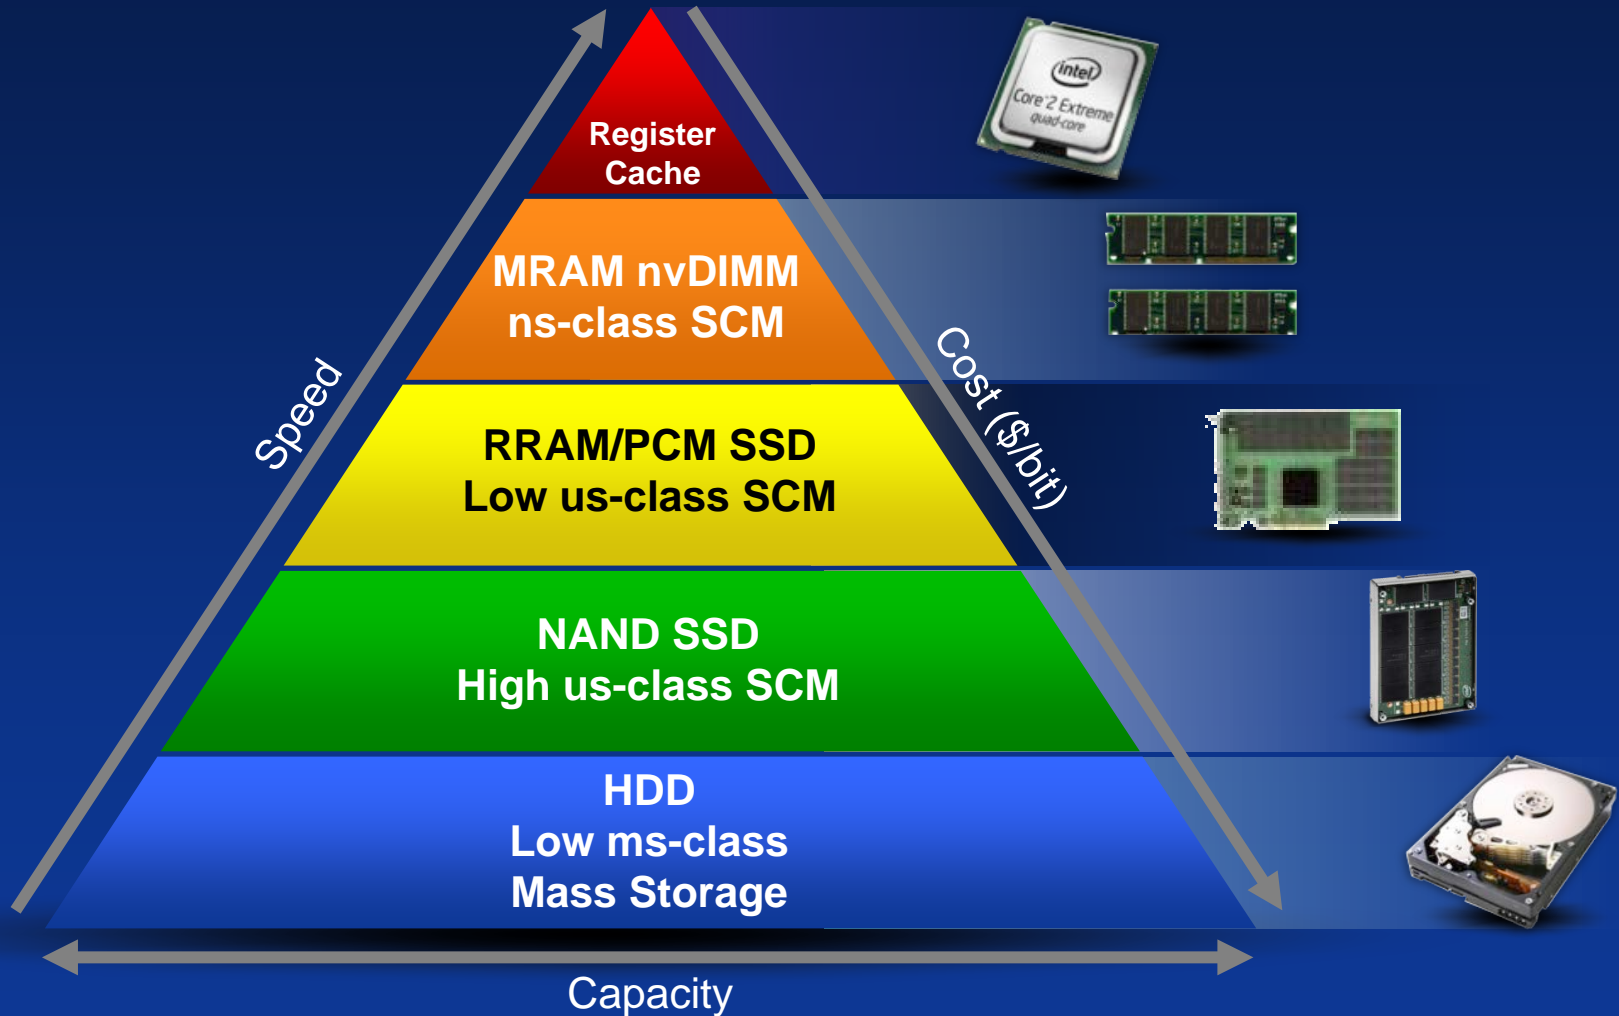 Register
Cache
intel
Core 2 Extreme
quad-core
MRAM nvDIMM
ns-class SCM
Speed
Cost ($/bit)
RRAM/PCM SSD
Low us-class SCM
NAND SSD
High us-class SCM
HDD
Low ms-class
Mass Storage
Capacity